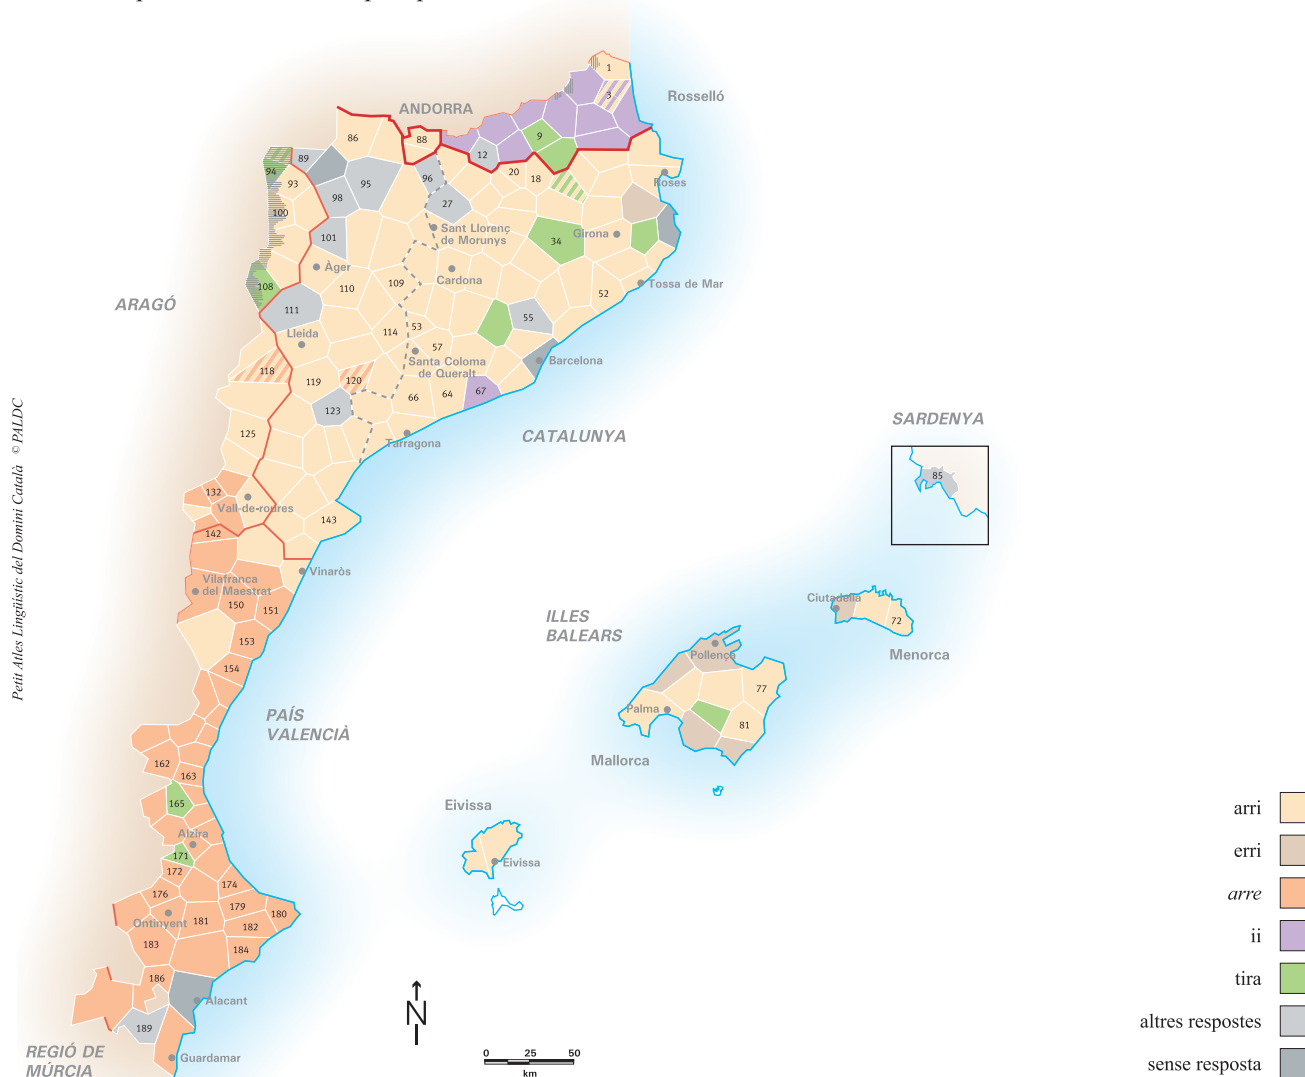 1
Rosselló
3
ANDORRA
86
88
9
12
89
94
93
95
96
20
18
Roses
98
27
100
101
Sant Llorenç
de Morunys
34
Girona
Àger
Cardona
108
110
109
52
Tossa de Mar
ARAGÓ
111
55
Lleida
114
53
57
Barcelona
118
119
120
Santa Coloma
de Queralt
66
64
67
123
125
Tarragona
CATALUNYA
SARDENYA
85
132
Vall-de-roures
142
143
Vinaròs
Vilafranca
del Maestrat
150
151
153
154
ILLES
BALEARS
Ciutadella
72
Menorca
Pollença
77
Palma
81
Mallorca
PAÍS
VALENCIÀ
162
163
165
Alzira
171
172
174
176
179
180
Ontinyent
181
182
183
184
186
Alacant
189
Guardamar
REGIÓ DE
MÚRCIA
Eivissa
Eivissa
N
0 25 50
km
arri
erri
arre
ii
tira
altres respostes
sense resposta
Petit Atles Lingüístic del Domini Català © PALDC